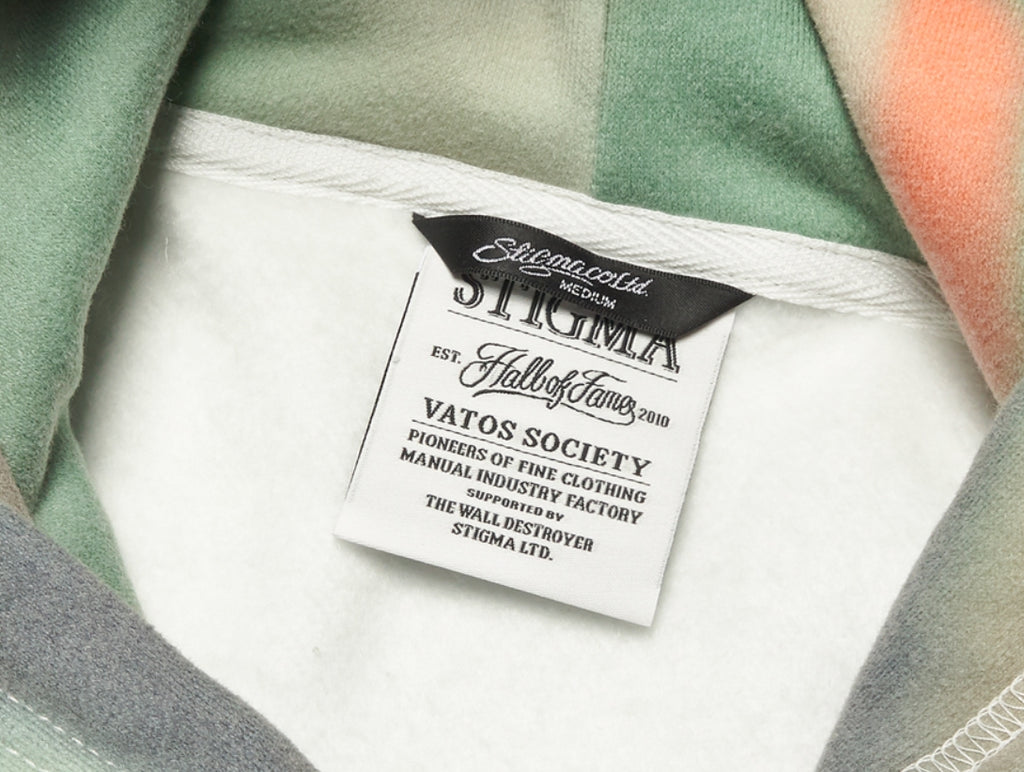 StigmacoLtd.
MEDIUM
STIGMA
EST. Hall of Fame 2010
VATOS SOCIETY
PIONEERS OF FINE CLOTHING
MANUAL INDUSTRY FACTORY
SUPPORTED BY
THE WALL DESTROYER
STIGMA LTD.